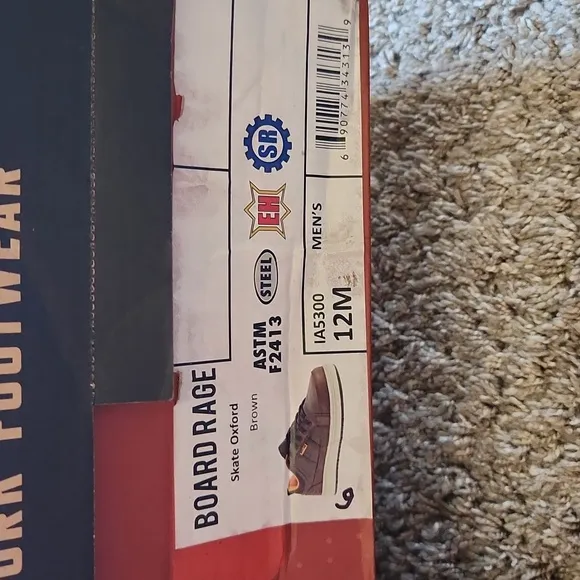 ORK FOOTWEAR
BOARD RAGE
Skate Oxford
Brown
ASTM
F2413
STEEL
EH
SR
IA5300
MEN'S
12M
6 90774 34313 9